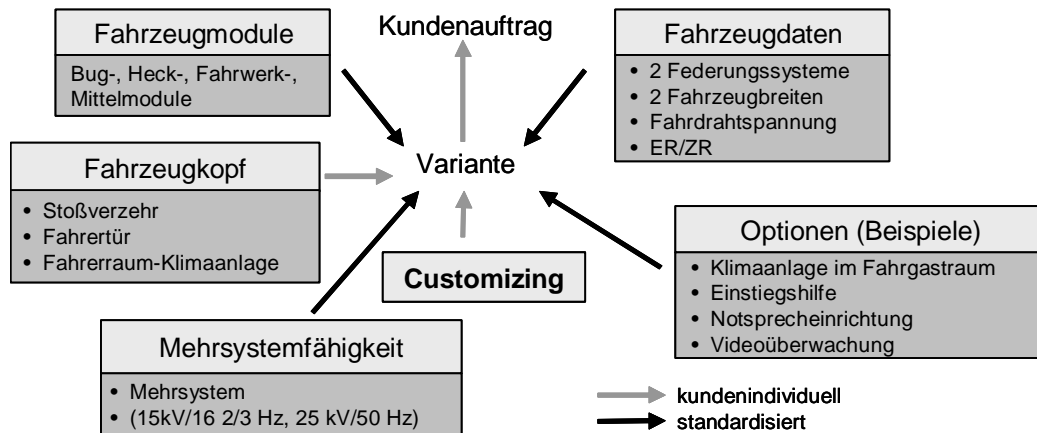 Fahrzeugmodule
Bug-, Heck-, Fahrwerk-,
Mittelmodule
Kundenauftrag
Fahrzeugdaten
• 2 Federungssysteme
• 2 Fahrzeugbreiten
• Fahrdrahtspannung
• ER/ZR
Fahrzeugkopf
• Stoßverzehr
• Fahrertür
• Fahrerraum-Klimaanlage
Variante
Customizing
Optionen (Beispiele)
• Klimaanlage im Fahrgastraum
• Einstiegshilfe
• Notsprecheinrichtung
• Videoüberwachung
Mehrsystemfähigkeit
• Mehrsystem
• (15kV/16 2/3 Hz, 25 kV/50 Hz)
kundenindividuell
standardisiert